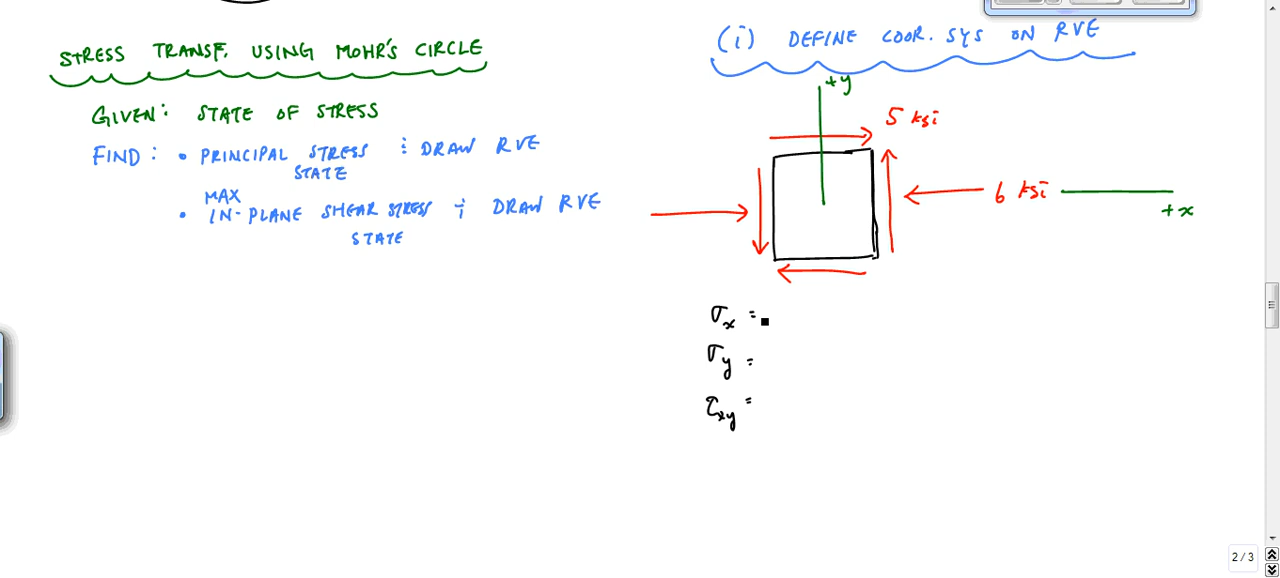 STRESS TRANSF. USING MOHR'S CIRCLE
GIVEN: STATE OF STRESS
FIND: • PRINCIPAL STRESS & DRAW RVE
STATE
MAX
• IN-PLANE SHEAR STRESS & DRAW RVE
STATE
(i) DEFINE COOR. SYS ON RVE
+y
5 ksi
6 ksi
+x
σx =
σy =
τxy =
2 / 3